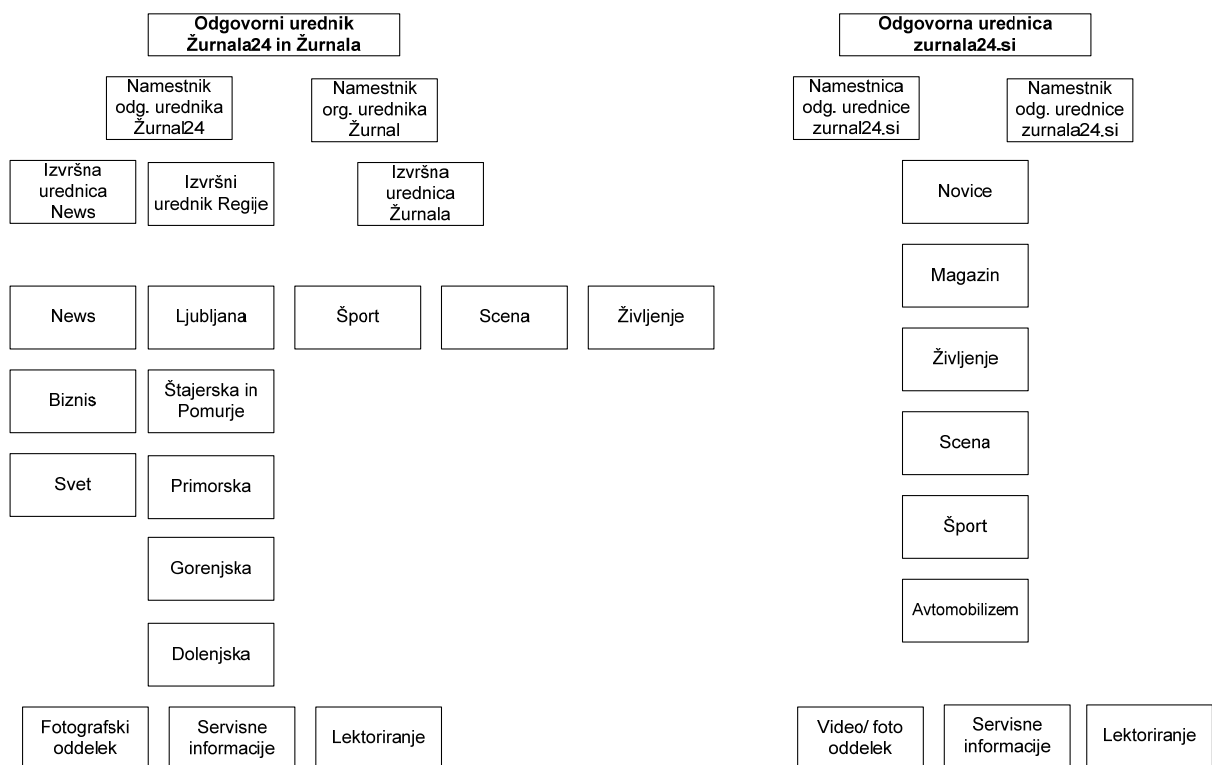 Odgovorni urednik
Žurnala24 in Žurnala
Odgovorna urednica
zurnala24.si
Namestnik
odg. urednika
Žurnal24
Namestnik
org. urednika
Žurnal
Namestnica
odg. urednice
zurnal24.si
Namestnik
odg. urednice
zurnala24.si
Izvršna
urednica
News
Izvršni
urednik Regije
Izvršna
urednica
Žurnala
Novice
Magazin
News
Ljubljana
Šport
Scena
Življenje
Življenje
Biznis
Štajerska in
Pomurje
Scena
Svet
Primorska
Šport
Gorenjska
Avtomobilizem
Dolenjska
Fotografski
oddelek
Servisne
informacije
Lektoriranje
Video/ foto
oddelek
Servisne
informacije
Lektoriranje